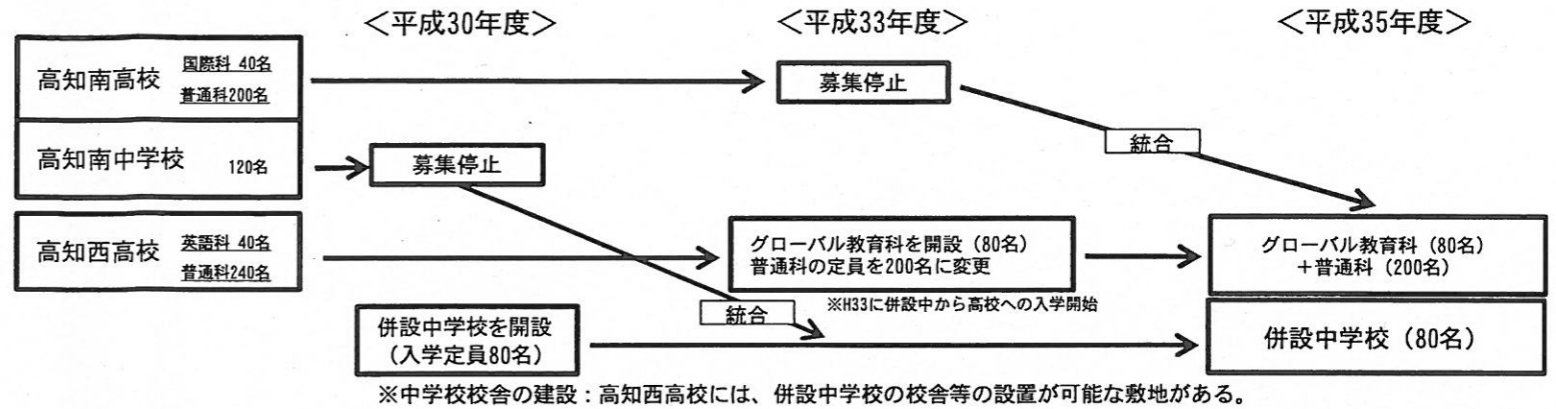 ＜平成30年度＞
＜平成33年度＞
＜平成35年度＞
高知南高校
国際科 40名
普通科200名
募集停止
統合
高知南中学校
120名
募集停止
高知西高校
英語科 40名
普通科240名
グローバル教育科を開設（80名）
普通科の定員を200名に変更
グローバル教育科（80名）
＋普通科（200名）
※H33に併設中から高校への入学開始
統合
併設中学校を開設
（入学定員80名）
併設中学校（80名）
※中学校校舎の建設：高知西高校には、併設中学校の校舎等の設置が可能な敷地がある。